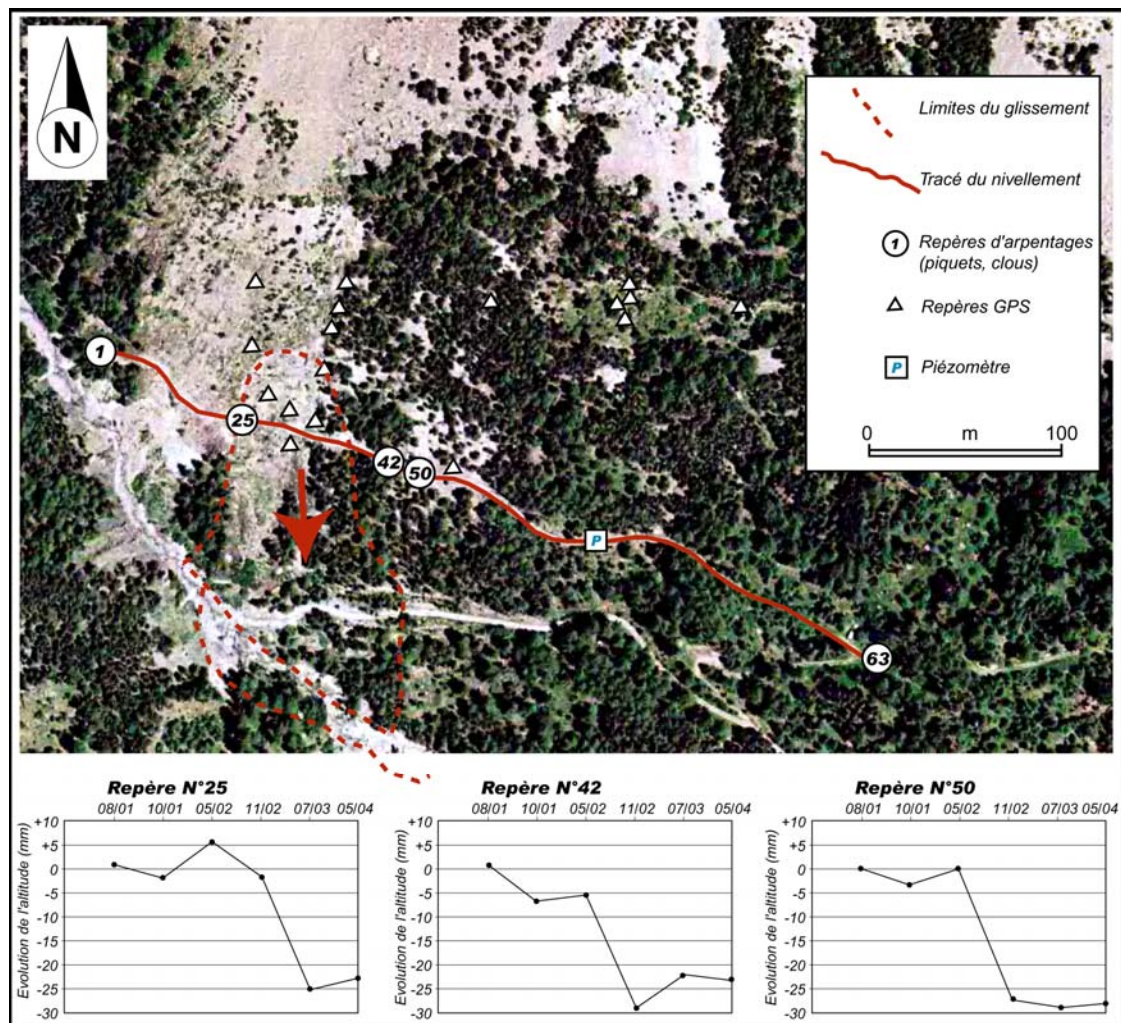 N
Limites du glissement
Tracé du nivellement
1
Repères d'arpentages
(piquets, clous)
Repères GPS
P
Piézomètre
0 m 100
1
25
42
50
P
63
Repère N°25
08/01 10/01 05/02 11/02 07/03 05/04
Evolution de l'altitude (mm)
+10
+5
0
-5
-10
-15
-20
-25
-30
Repère N°42
08/01 10/01 05/02 11/02 07/03 05/04
Evolution de l'altitude (mm)
+10
+5
0
-5
-10
-15
-20
-25
-30
Repère N°50
08/01 10/01 05/02 11/02 07/03 05/04
Evolution de l'altitude (mm)
+10
+5
0
-5
-10
-15
-20
-25
-30